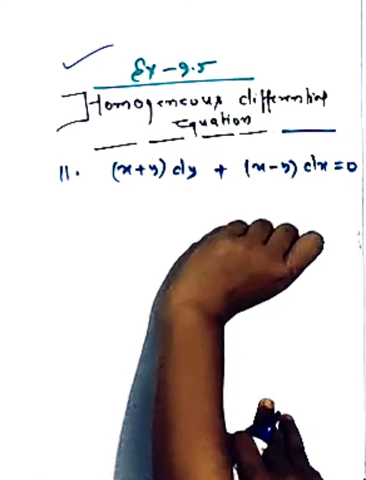 Ex-9.5
Homogeneous differential
Equation
11. (x+y) dy + (x-y) dx = 0